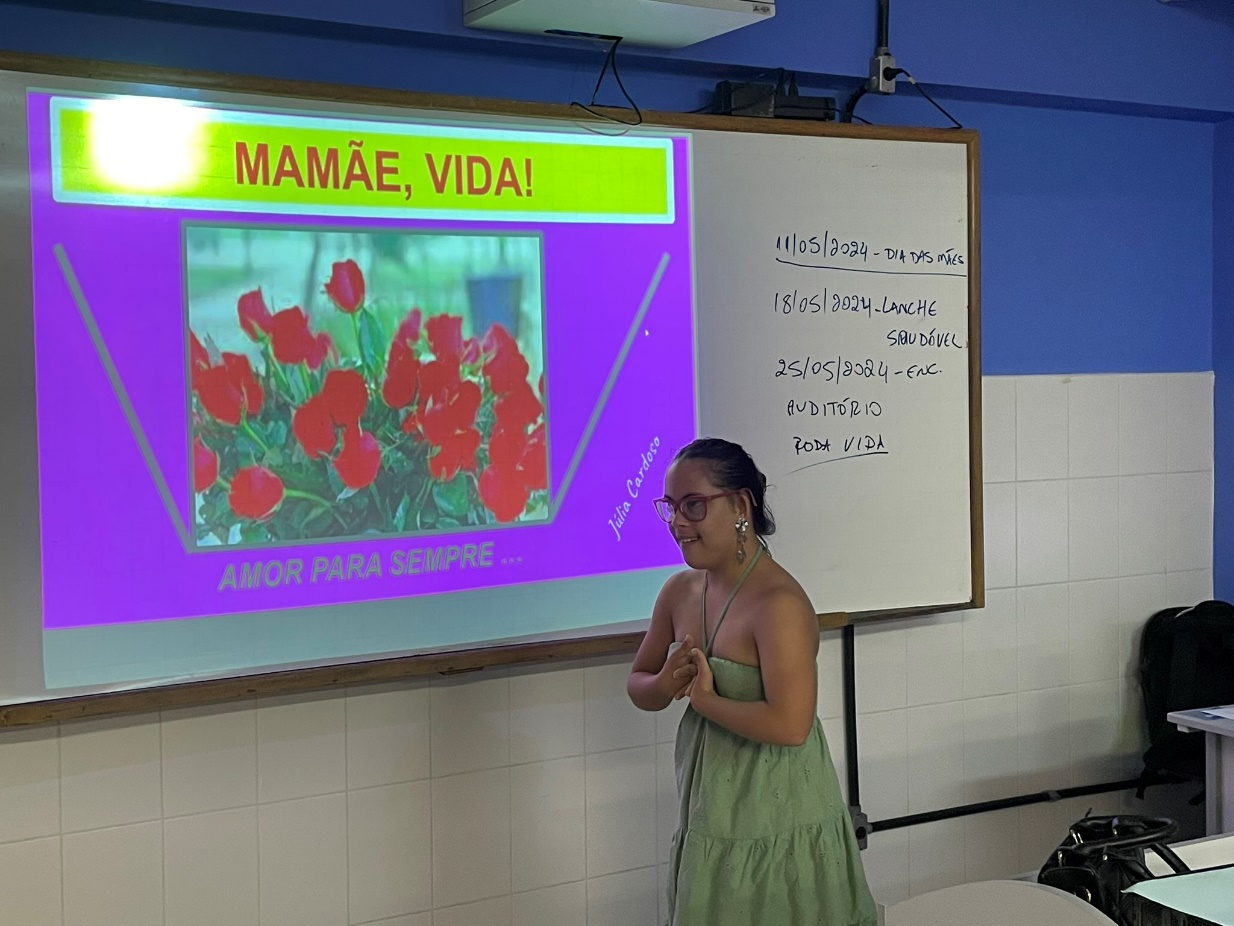 MAMÃE, VIDA!
AMOR PARA SEMPRE ...
Júlia Cardoso
11/05/2024 - DIA DAS MÃES
18/05/2024 - LANCHE
SAUDÁVEL
25/05/2024 - ENC.
AUDITÓRIO
RODA VIDA